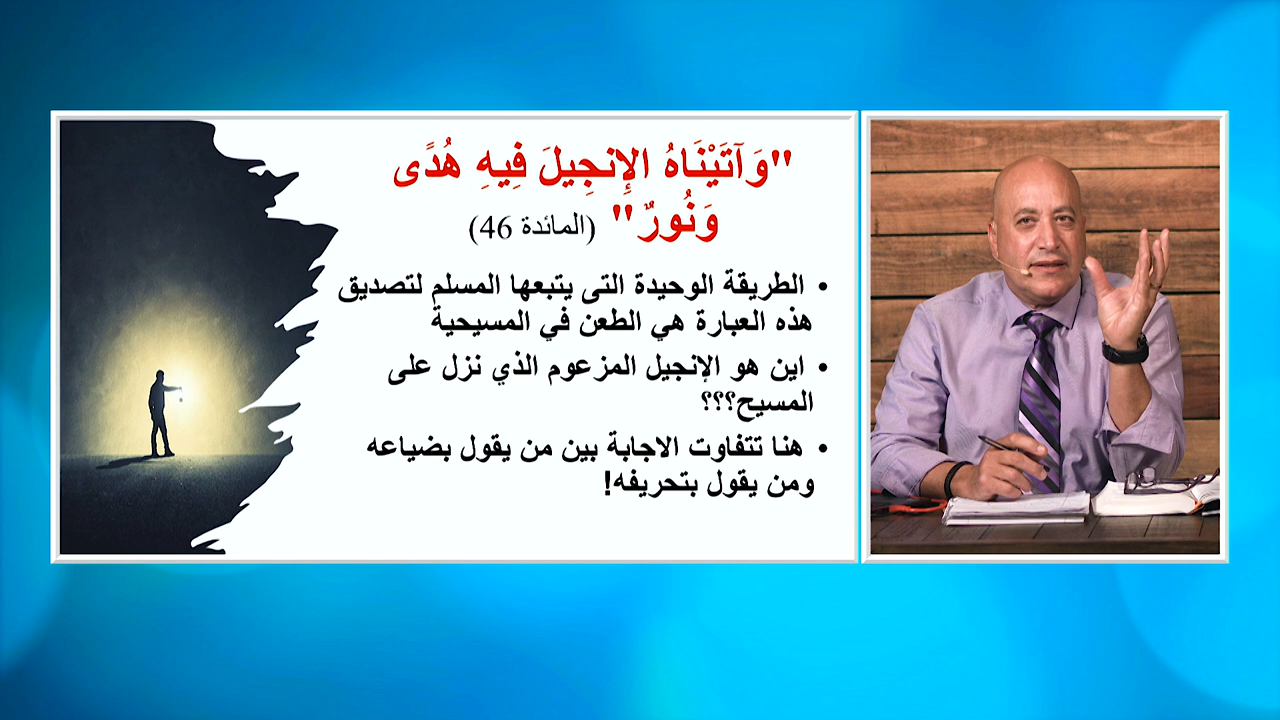 "وَآتَيْنَاهُ الإِنجِيلَ فِيهِ هُدًى
وَنُورٌ" (المائدة 46)
• الطريقة الوحيدة التى يتبعها المسلم لتصديق
هذه العبارة هي الطعن في المسيحية
• اين هو الإنجيل المزعوم الذي نزل على
المسيح؟؟؟
• هنا تتفاوت الاجابة بين من يقول بضياعه
ومن يقول بتحريفه!